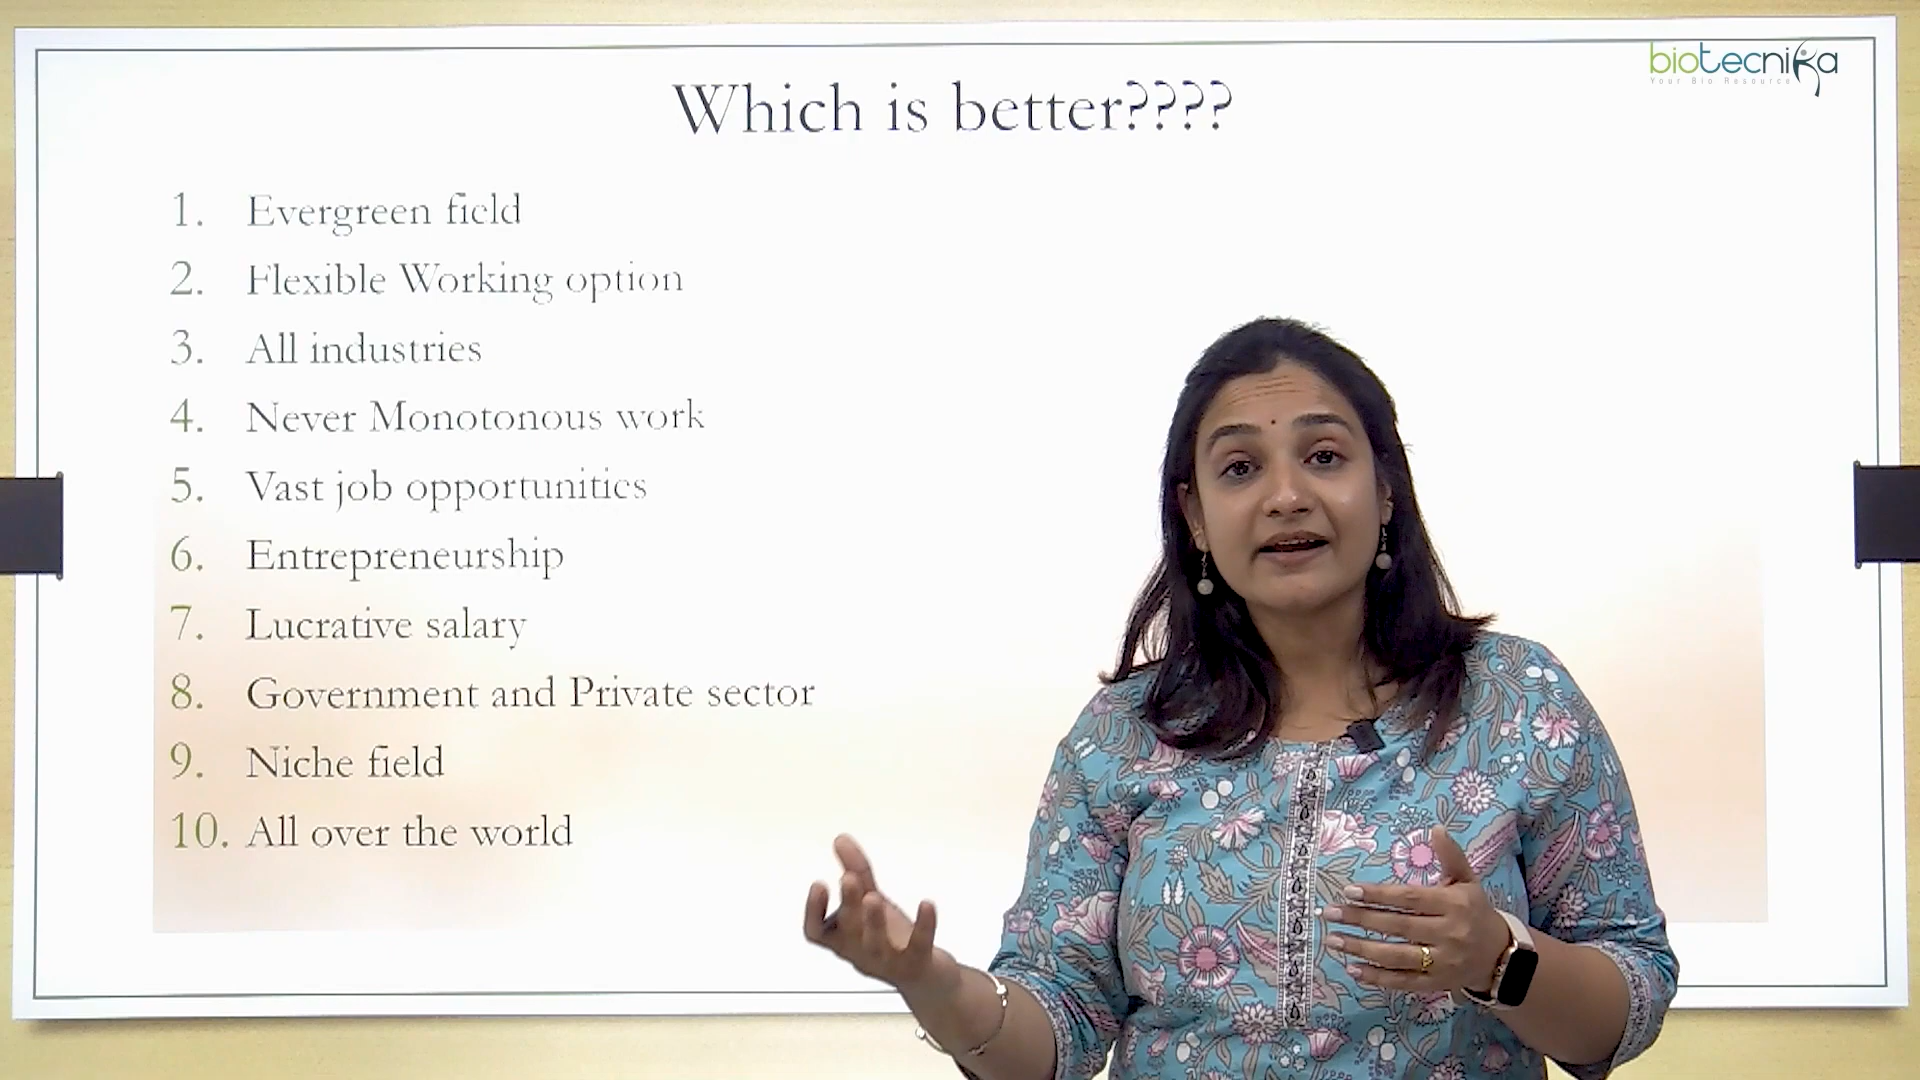 biotecnika
Your Bio Resource
Which is better????
1. Evergreen field
2. Flexible Working option
3. All industries
4. Never Monotonous work
5. Vast job opportunities
6. Entrepreneurship
7. Lucrative salary
8. Government and Private sector
9. Niche field
10. All over the world